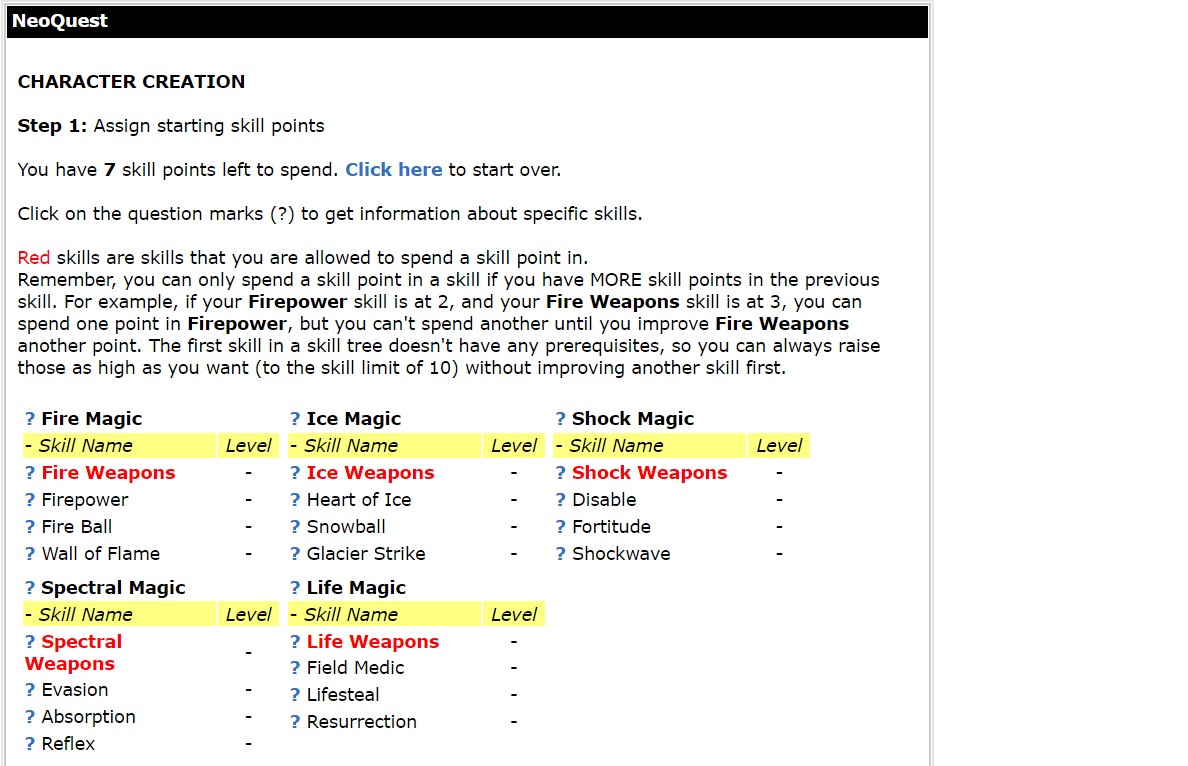 NeoQuest
CHARACTER CREATION
Step 1: Assign starting skill points
You have 7 skill points left to spend. Click here to start over.
Click on the question marks (?) to get information about specific skills.
Red skills are skills that you are allowed to spend a skill point in.
Remember, you can only spend a skill point in a skill if you have MORE skill points in the previous
skill. For example, if your Firepower skill is at 2, and your Fire Weapons skill is at 3, you can
spend one point in Firepower, but you can't spend another until you improve Fire Weapons
another point. The first skill in a skill tree doesn't have any prerequisites, so you can always raise
those as high as you want (to the skill limit of 10) without improving another skill first.
? Fire Magic ? Ice Magic ? Shock Magic
- Skill Name Level - Skill Name Level - Skill Name Level
? Fire Weapons - ? Ice Weapons - ? Shock Weapons -
? Firepower - ? Heart of Ice - ? Disable -
? Fire Ball - ? Snowball - ? Fortitude -
? Wall of Flame - ? Glacier Strike - ? Shockwave -
? Spectral Magic ? Life Magic
- Skill Name Level - Skill Name Level
? Spectral
Weapons - ? Life Weapons -
? Evasion - ? Field Medic -
? Absorption - ? Lifesteal -
? Reflex - ? Resurrection -